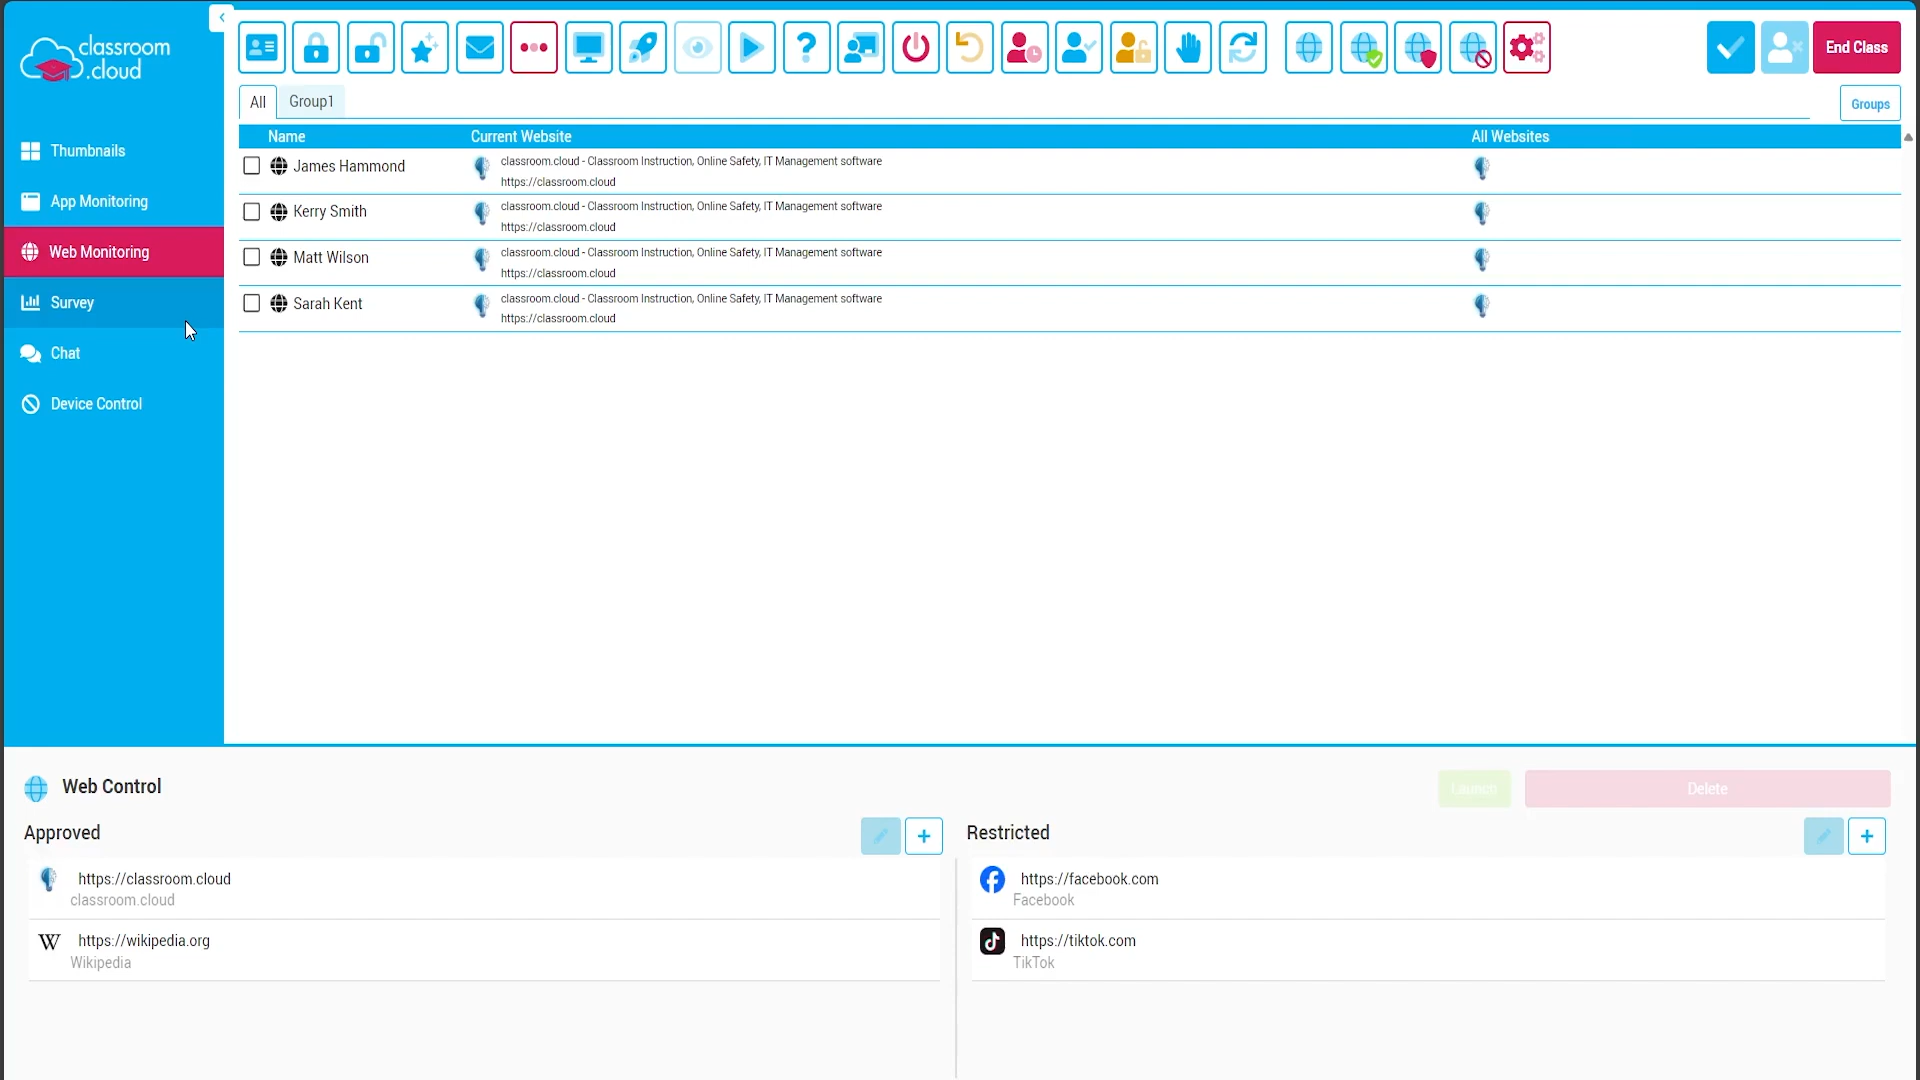 classroom
.cloud
End Class
Thumbnails
App Monitoring
Web Monitoring
Survey
Chat
Device Control
All
Group1
Groups
Name
Current Website
All Websites
James Hammond
classroom.cloud - Classroom Instruction, Online Safety, IT Management software
https://classroom.cloud
Kerry Smith
classroom.cloud - Classroom Instruction, Online Safety, IT Management software
https://classroom.cloud
Matt Wilson
classroom.cloud - Classroom Instruction, Online Safety, IT Management software
https://classroom.cloud
Sarah Kent
classroom.cloud - Classroom Instruction, Online Safety, IT Management software
https://classroom.cloud
Web Control
Launch
Delete
Approved
https://classroom.cloud
classroom.cloud
https://wikipedia.org
Wikipedia
Restricted
https://facebook.com
Facebook
https://tiktok.com
TikTok